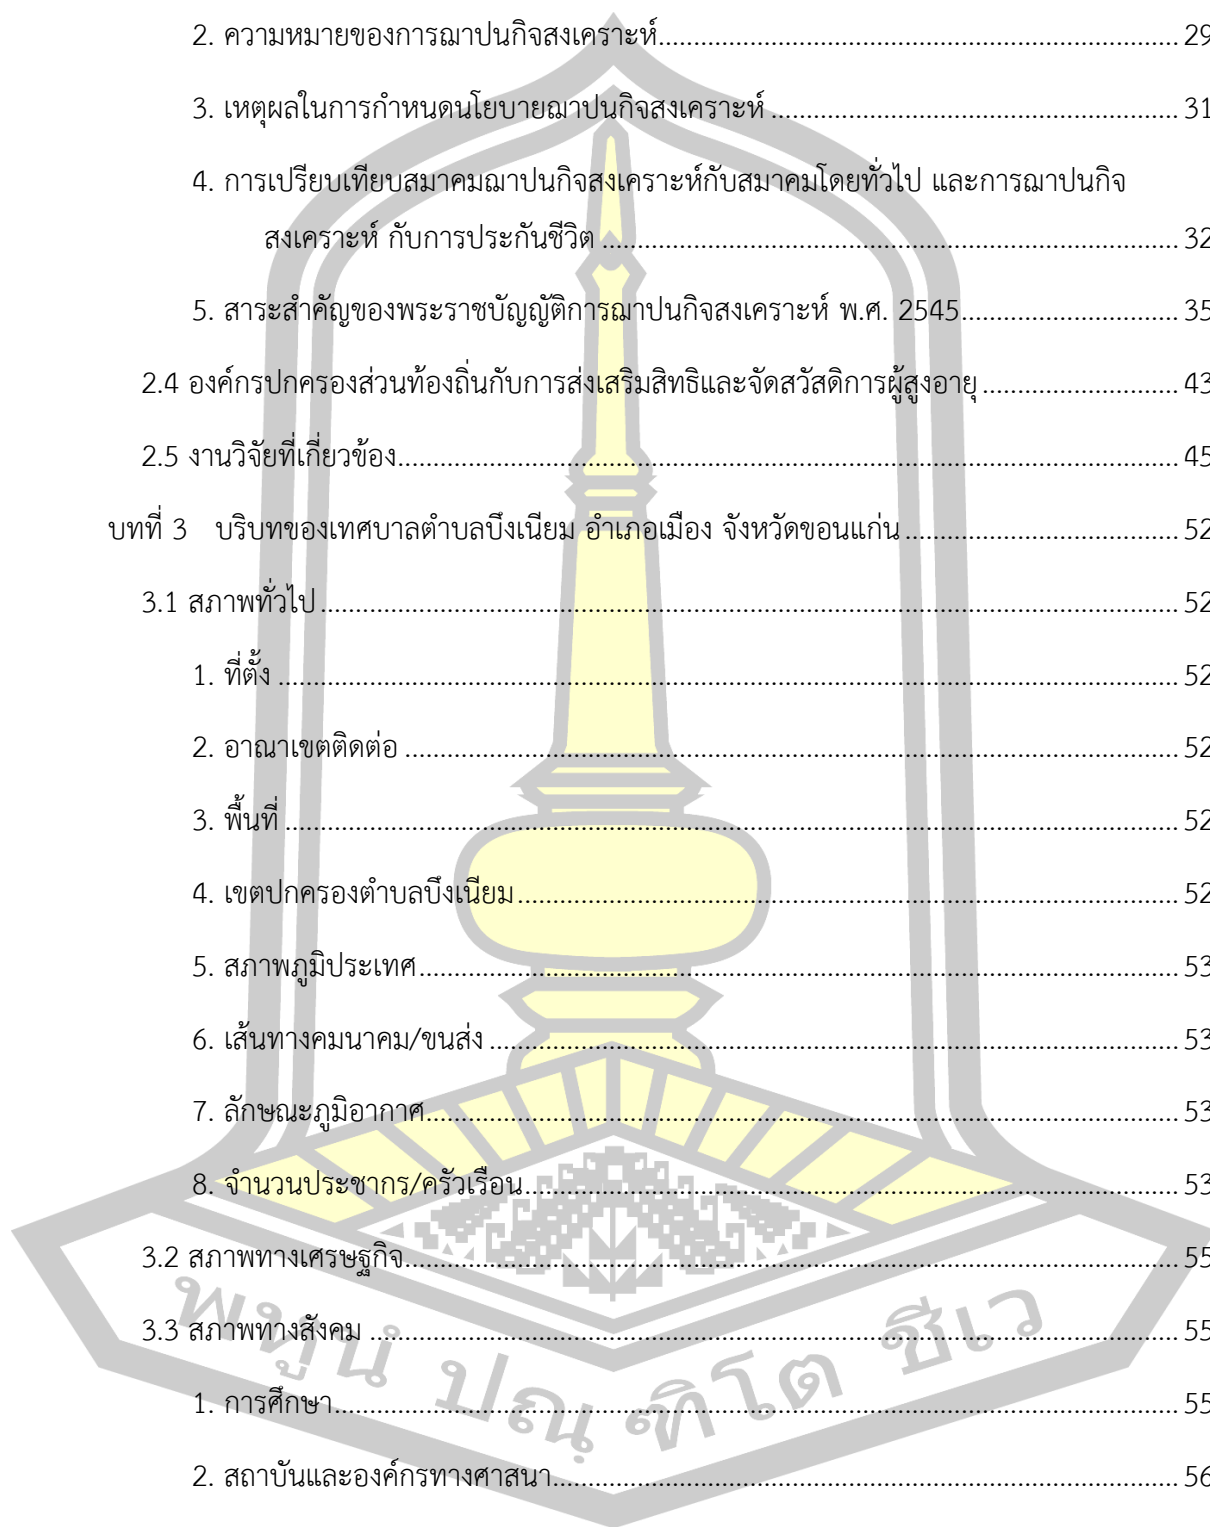 2. ความหมายของการฌาปนกิจสงเคราะห์.......... 29
3. เหตุผลในการกำหนดนโยบายฌาปนกิจสงเคราะห์.......... 31
4. การเปรียบเทียบสมาคมฌาปนกิจสงเคราะห์กับสมาคมโดยทั่วไป และการฌาปนกิจ
สงเคราะห์ กับการประกันชีวิต.......... 32
5. สาระสำคัญของพระราชบัญญัติการฌาปนกิจสงเคราะห์ พ.ศ. 2545.......... 35
2.4 องค์กรปกครองส่วนท้องถิ่นกับการส่งเสริมสิทธิและจัดสวัสดิการผู้สูงอายุ.......... 43
2.5 งานวิจัยที่เกี่ยวข้อง.......... 45
บทที่ 3 บริบทของเทศบาลตำบลบึงเนียม อำเภอเมือง จังหวัดขอนแก่น.......... 52
3.1 สภาพทั่วไป.......... 52
1. ที่ตั้ง.......... 52
2. อาณาเขตติดต่อ.......... 52
3. พื้นที่.......... 52
4. เขตปกครองตำบลบึงเนียม.......... 52
5. สภาพภูมิประเทศ.......... 53
6. เส้นทางคมนาคม/ขนส่ง.......... 53
7. ลักษณะภูมิอากาศ.......... 53
8. จำนวนประชากร/ครัวเรือน.......... 53
3.2 สภาพทางเศรษฐกิจ.......... 55
3.3 สภาพทางสังคม.......... 55
1. การศึกษา.......... 55
2. สถาบันและองค์กรทางศาสนา.......... 56
พหูนํ ปณฺฑิโต ชีเว